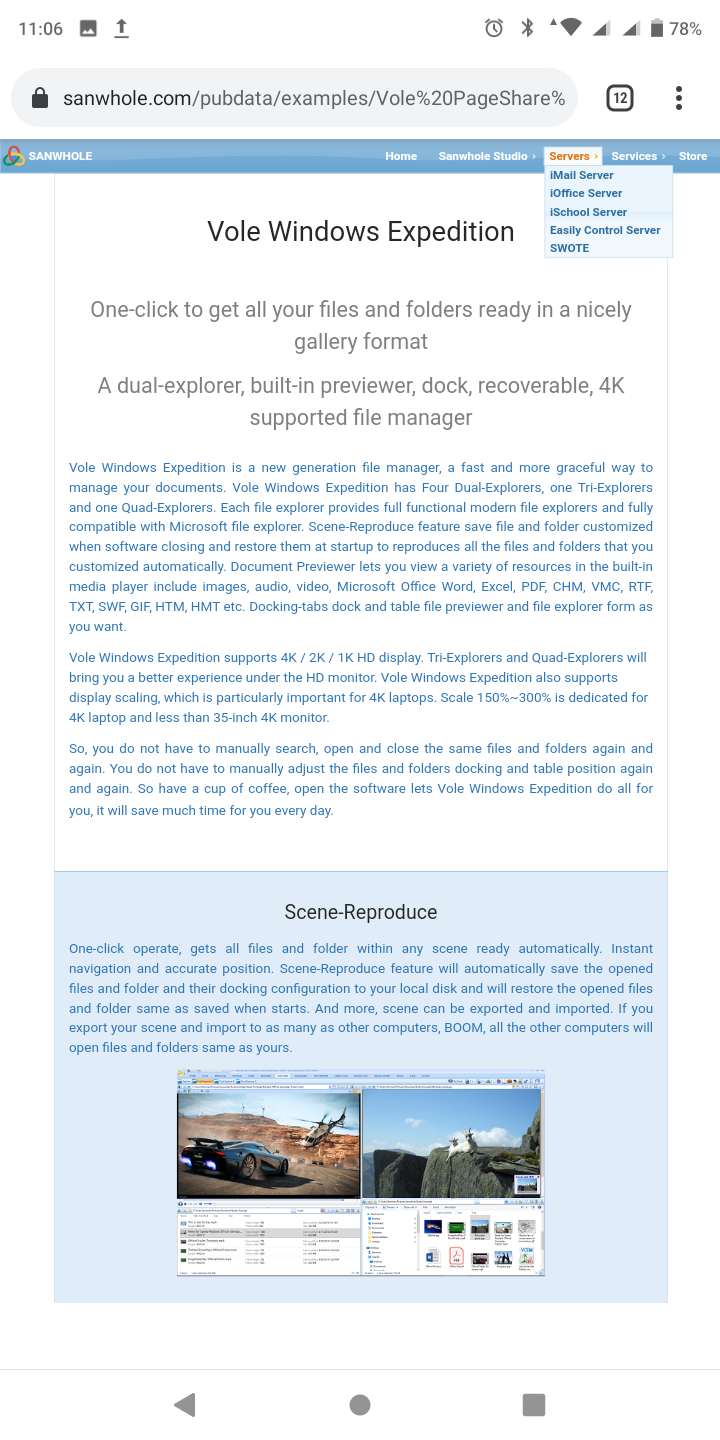 11:06
78%
sanwhole.com/pubdata/examples/Vole%20PageShare%
12
SANWHOLE
Home Sanwhole Studio › Servers › Services › Store
iMail Server
iOffice Server
iSchool Server
Easily Control Server
SWOTE
Vole Windows Expedition
One-click to get all your files and folders ready in a nicely
gallery format
A dual-explorer, built-in previewer, dock, recoverable, 4K
supported file manager
Vole Windows Expedition is a new generation file manager, a fast and more graceful way to
manage your documents. Vole Windows Expedition has Four Dual-Explorers, one Tri-Explorers
and one Quad-Explorers. Each file explorer provides full functional modern file explorers and fully
compatible with Microsoft file explorer. Scene-Reproduce feature save file and folder customized
when software closing and restore them at startup to reproduces all the files and folders that you
customized automatically. Document Previewer lets you view a variety of resources in the built-in
media player include images, audio, video, Microsoft Office Word, Excel, PDF, CHM, VMC, RTF,
TXT, SWF, GIF, HTM, HMT etc. Docking-tabs dock and table file previewer and file explorer form as
you want.
Vole Windows Expedition supports 4K / 2K / 1K HD display. Tri-Explorers and Quad-Explorers will
bring you a better experience under the HD monitor. Vole Windows Expedition also supports
display scaling, which is particularly important for 4K laptops. Scale 150%~300% is dedicated for
4K laptop and less than 35-inch 4K monitor.
So, you do not have to manually search, open and close the same files and folders again and
again. You do not have to manually adjust the files and folders docking and table position again
and again. So have a cup of coffee, open the software lets Vole Windows Expedition do all for
you, it will save much time for you every day.
Scene-Reproduce
One-click operate, gets all files and folder within any scene ready automatically. Instant
navigation and accurate position. Scene-Reproduce feature will automatically save the opened
files and folder and their docking configuration to your local disk and will restore the opened files
and folder same as saved when starts. And more, scene can be exported and imported. If you
export your scene and import to as many as other computers, BOOM, all the other computers will
open files and folders same as yours.